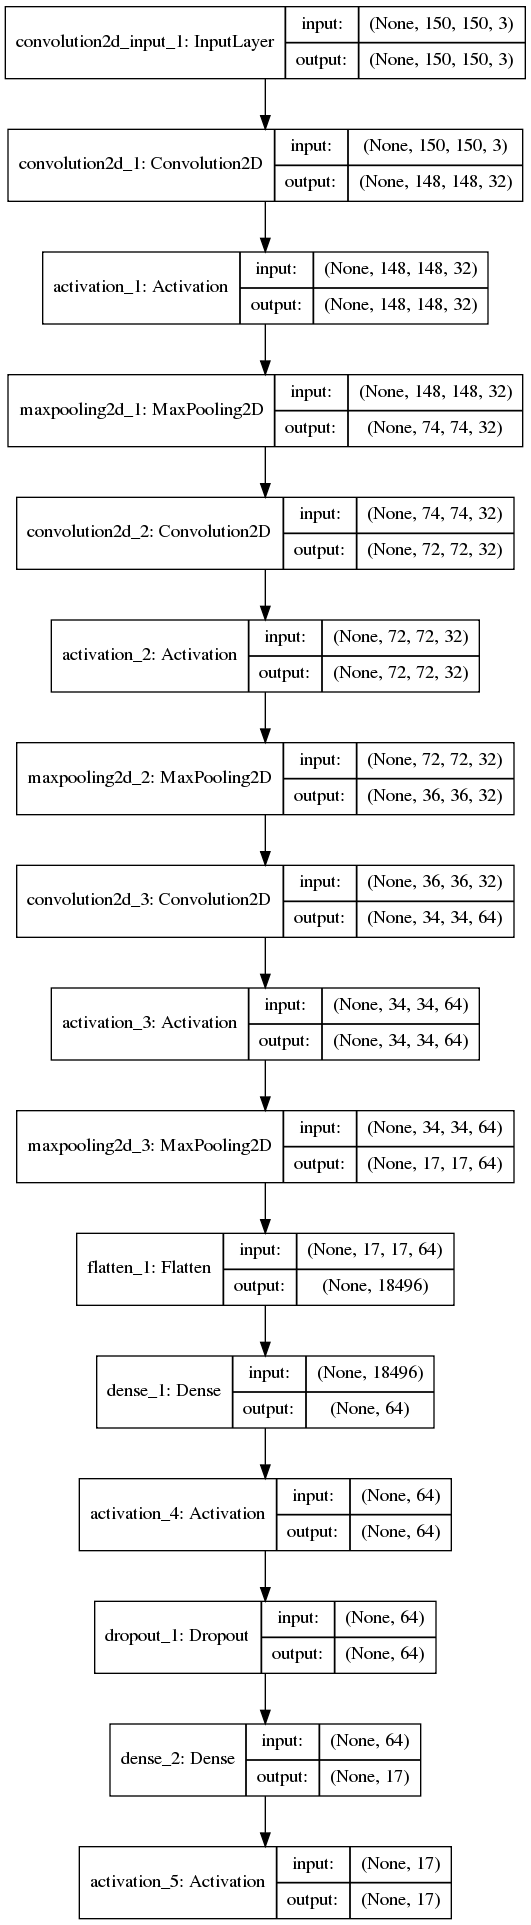 convolution2d_input_1: InputLayer
input: (None, 150, 150, 3)
output: (None, 150, 150, 3)
convolution2d_1: Convolution2D
input: (None, 150, 150, 3)
output: (None, 148, 148, 32)
activation_1: Activation
input: (None, 148, 148, 32)
output: (None, 148, 148, 32)
maxpooling2d_1: MaxPooling2D
input: (None, 148, 148, 32)
output: (None, 74, 74, 32)
convolution2d_2: Convolution2D
input: (None, 74, 74, 32)
output: (None, 72, 72, 32)
activation_2: Activation
input: (None, 72, 72, 32)
output: (None, 72, 72, 32)
maxpooling2d_2: MaxPooling2D
input: (None, 72, 72, 32)
output: (None, 36, 36, 32)
convolution2d_3: Convolution2D
input: (None, 36, 36, 32)
output: (None, 34, 34, 64)
activation_3: Activation
input: (None, 34, 34, 64)
output: (None, 34, 34, 64)
maxpooling2d_3: MaxPooling2D
input: (None, 34, 34, 64)
output: (None, 17, 17, 64)
flatten_1: Flatten
input: (None, 17, 17, 64)
output: (None, 18496)
dense_1: Dense
input: (None, 18496)
output: (None, 64)
activation_4: Activation
input: (None, 64)
output: (None, 64)
dropout_1: Dropout
input: (None, 64)
output: (None, 64)
dense_2: Dense
input: (None, 64)
output: (None, 17)
activation_5: Activation
input: (None, 17)
output: (None, 17)